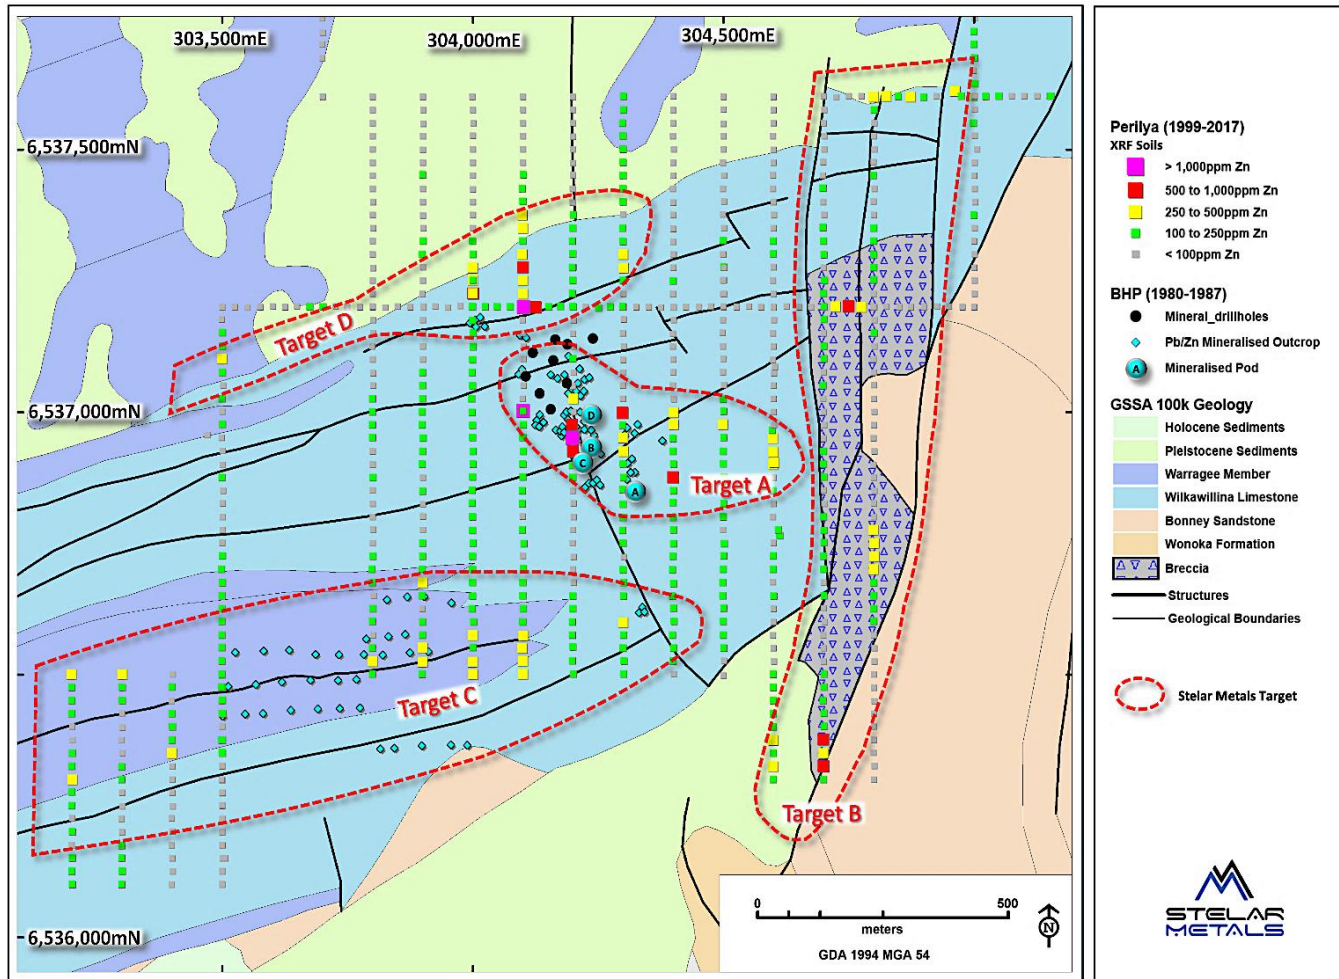 303,500mE
304,000mE
304,500mE
6,537,500mN
Target D
6,537,000mN
D
B
C
A
Target A
Target C
Target B
6,536,000mN
0
500
meters
N
GDA 1994 MGA 54
Perilya (1999-2017)
XRF Soils
> 1,000ppm Zn
500 to 1,000ppm Zn
250 to 500ppm Zn
100 to 250ppm Zn
< 100ppm Zn
BHP (1980-1987)
Mineral_drillholes
Pb/Zn Mineralised Outcrop
A
Mineralised Pod
GSSA 100k Geology
Holocene Sediments
Pleistocene Sediments
Warragee Member
Wilkawillina Limestone
Bonney Sandstone
Wonoka Formation
Breccia
Structures
Geological Boundaries
Stelar Metals Target
STELAR
METALS